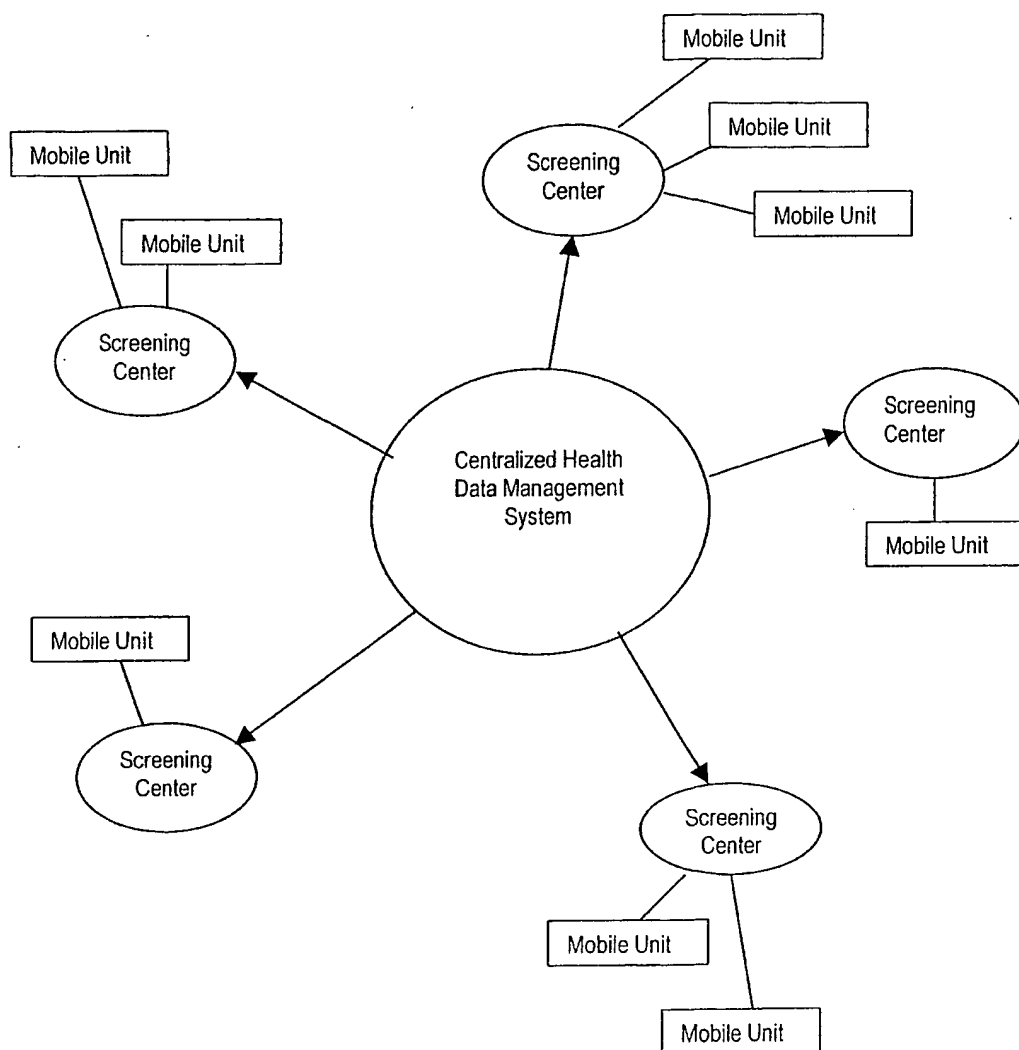 Mobile Unit
Mobile Unit
Mobile Unit
Screening
Center
Mobile Unit
Mobile Unit
Screening
Center
Screening
Center
Mobile Unit
Centralized Health
Data Management
System
Mobile Unit
Screening
Center
Screening
Center
Mobile Unit
Mobile Unit